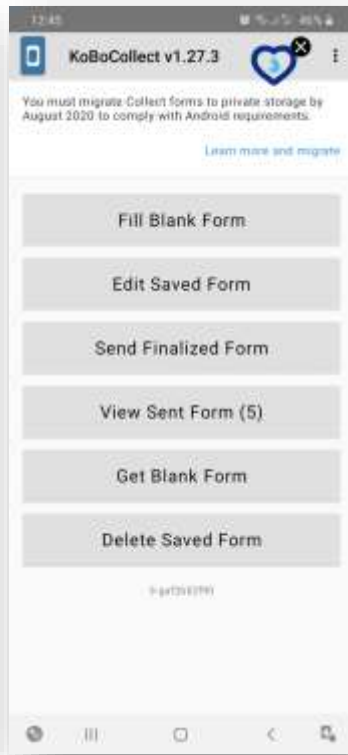 12:45
KoBoCollect v1.27.3
You must migrate Collect forms to private storage by
August 2020 to comply with Android requirements.
Learn more and migrate
Fill Blank Form
Edit Saved Form
Send Finalized Form
View Sent Form (5)
Get Blank Form
Delete Saved Form